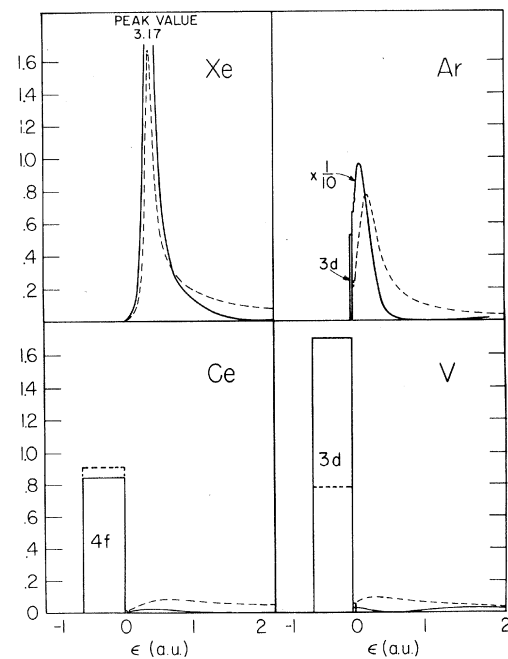 PEAK VALUE
3.17
Xe
Ar
1.6
1.4
1.2
1.0
.8
.6
.4
.2
x 1/10
3d
Ce
V
1.6
1.4
1.2
1.0
.8
.6
.4
.2
0
4f
3d
-1 0 1 2 -1 0 1 2
ϵ (a.u.) ϵ (a.u.)